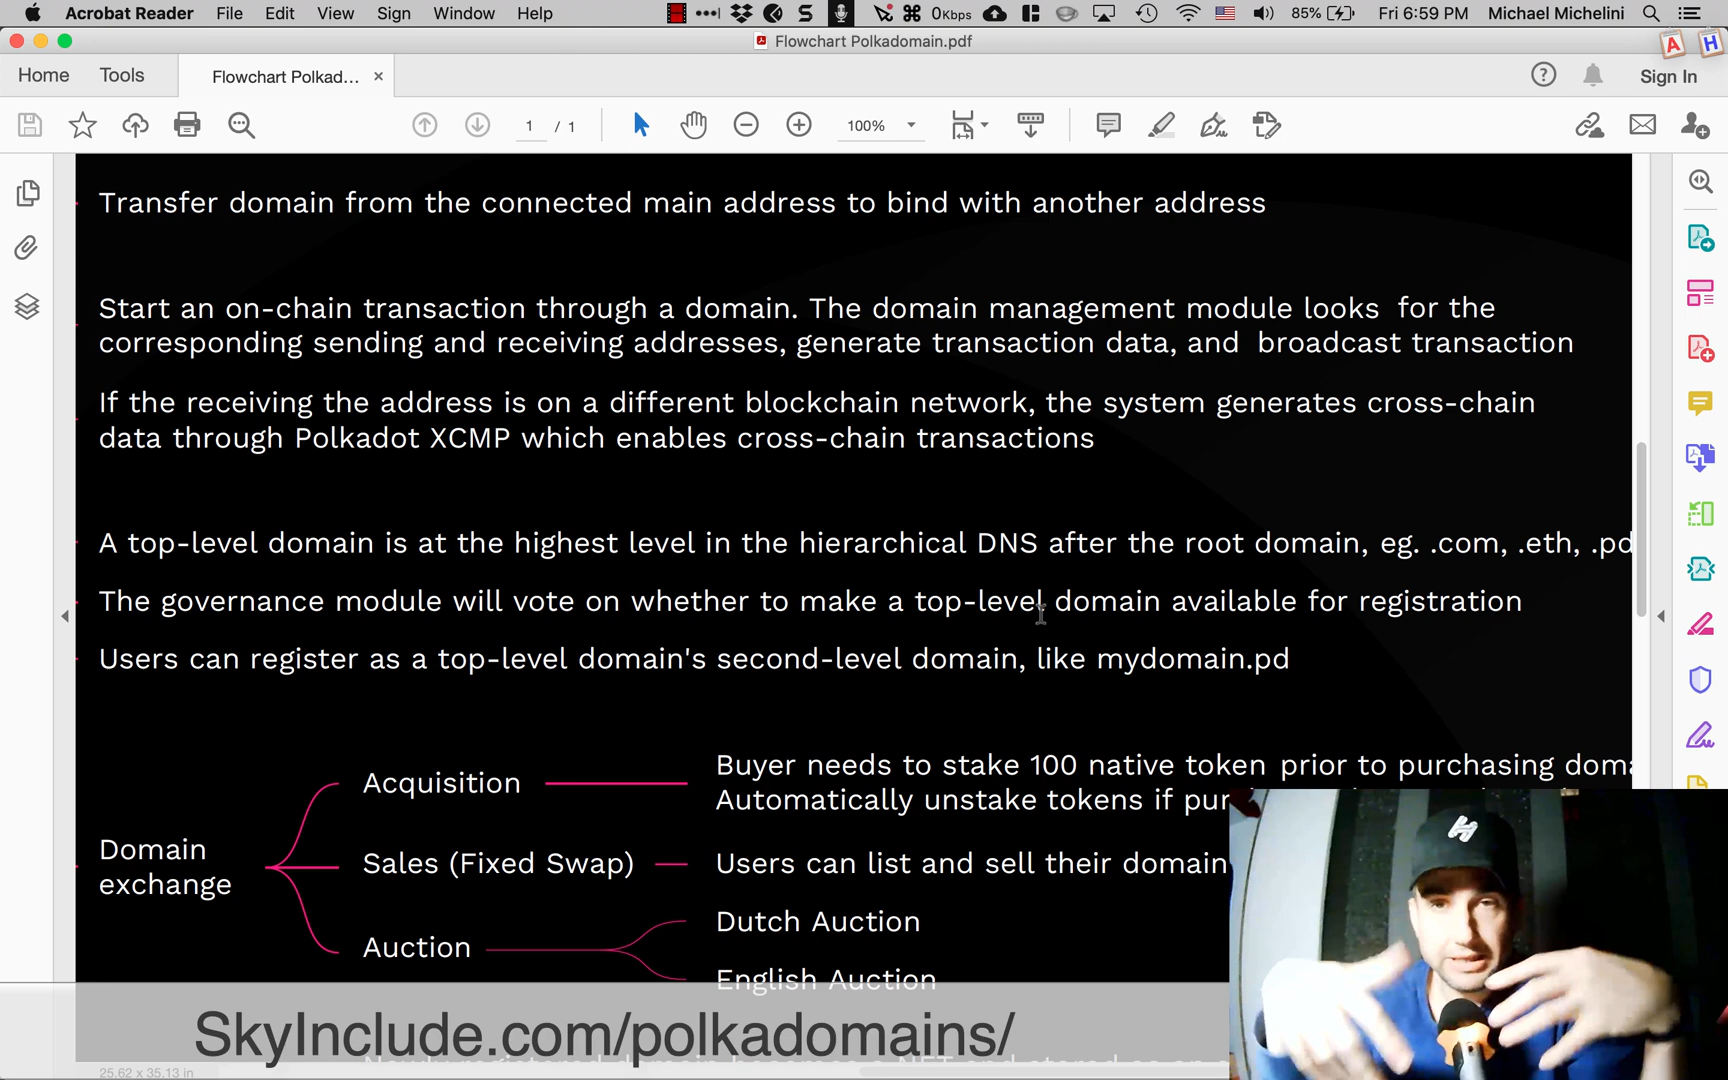 Acrobat Reader File Edit View Sign Window Help 0Kbps 85% Fri 6:59 PM Michael Michelini
Flowchart Polkadomain.pdf
A H
Home Tools Flowchart Polkad... × Sign In
1 / 1 100%
Transfer domain from the connected main address to bind with another address
Start an on-chain transaction through a domain. The domain management module looks for the
corresponding sending and receiving addresses, generate transaction data, and broadcast transaction
If the receiving the address is on a different blockchain network, the system generates cross-chain
data through Polkadot XCMP which enables cross-chain transactions
A top-level domain is at the highest level in the hierarchical DNS after the root domain, eg. .com, .eth, .pd
The governance module will vote on whether to make a top-level domain available for registration
Users can register as a top-level domain's second-level domain, like mydomain.pd
Buyer needs to stake 100 native token prior to purchasing
Acquisition
Automatically unstake tokens if
Domain
exchange
Sales (Fixed Swap)
Users can list and sell their domain
Dutch Auction
Auction
English Auction
SkyInclude.com/polkadomains/
25.62 x 35.13 in